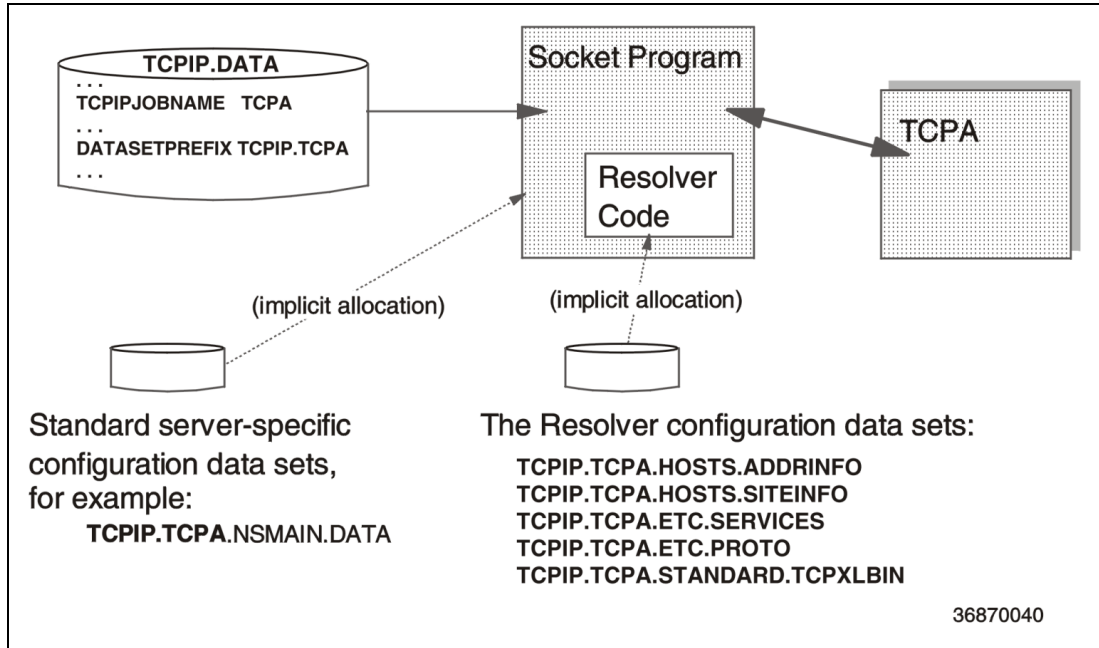 TCPIP.DATA
. . .
TCPIPJOBNAME TCPA
. . .
DATASETPREFIX TCPIP.TCPA
. . .
Socket Program
Resolver
Code
TCPA
(implicit allocation)
(implicit allocation)
Standard server-specific
configuration data sets,
for example:
TCPIP.TCPA.NSMAIN.DATA
The Resolver configuration data sets:
TCPIP.TCPA.HOSTS.ADDRINFO
TCPIP.TCPA.HOSTS.SITEINFO
TCPIP.TCPA.ETC.SERVICES
TCPIP.TCPA.ETC.PROTO
TCPIP.TCPA.STANDARD.TCPXLBIN
36870040